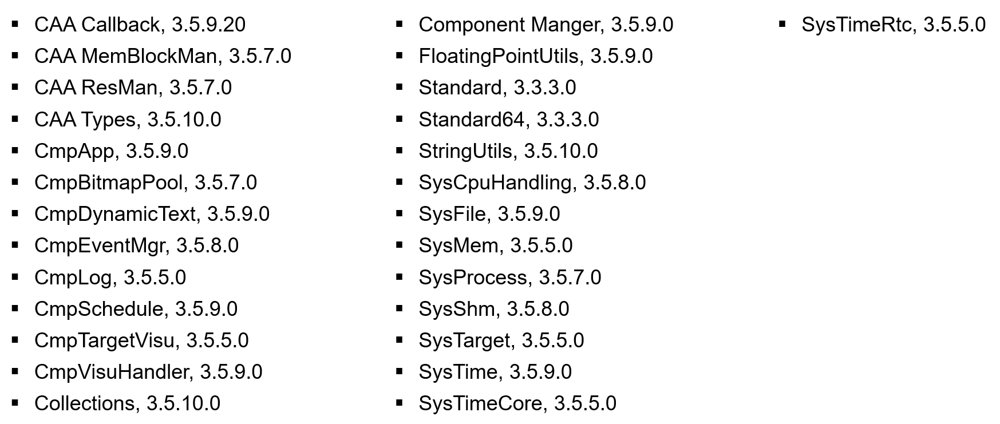 ▪ CAA Callback, 3.5.9.20
▪ CAA MemBlockMan, 3.5.7.0
▪ CAA ResMan, 3.5.7.0
▪ CAA Types, 3.5.10.0
▪ CmpApp, 3.5.9.0
▪ CmpBitmapPool, 3.5.7.0
▪ CmpDynamicText, 3.5.9.0
▪ CmpEventMgr, 3.5.8.0
▪ CmpLog, 3.5.5.0
▪ CmpSchedule, 3.5.9.0
▪ CmpTargetVisu, 3.5.5.0
▪ CmpVisuHandler, 3.5.9.0
▪ Collections, 3.5.10.0
▪ Component Manger, 3.5.9.0
▪ FloatingPointUtils, 3.5.9.0
▪ Standard, 3.3.3.0
▪ Standard64, 3.3.3.0
▪ StringUtils, 3.5.10.0
▪ SysCpuHandling, 3.5.8.0
▪ SysFile, 3.5.9.0
▪ SysMem, 3.5.5.0
▪ SysProcess, 3.5.7.0
▪ SysShm, 3.5.8.0
▪ SysTarget, 3.5.5.0
▪ SysTime, 3.5.9.0
▪ SysTimeCore, 3.5.5.0
▪ SysTimeRtc, 3.5.5.0